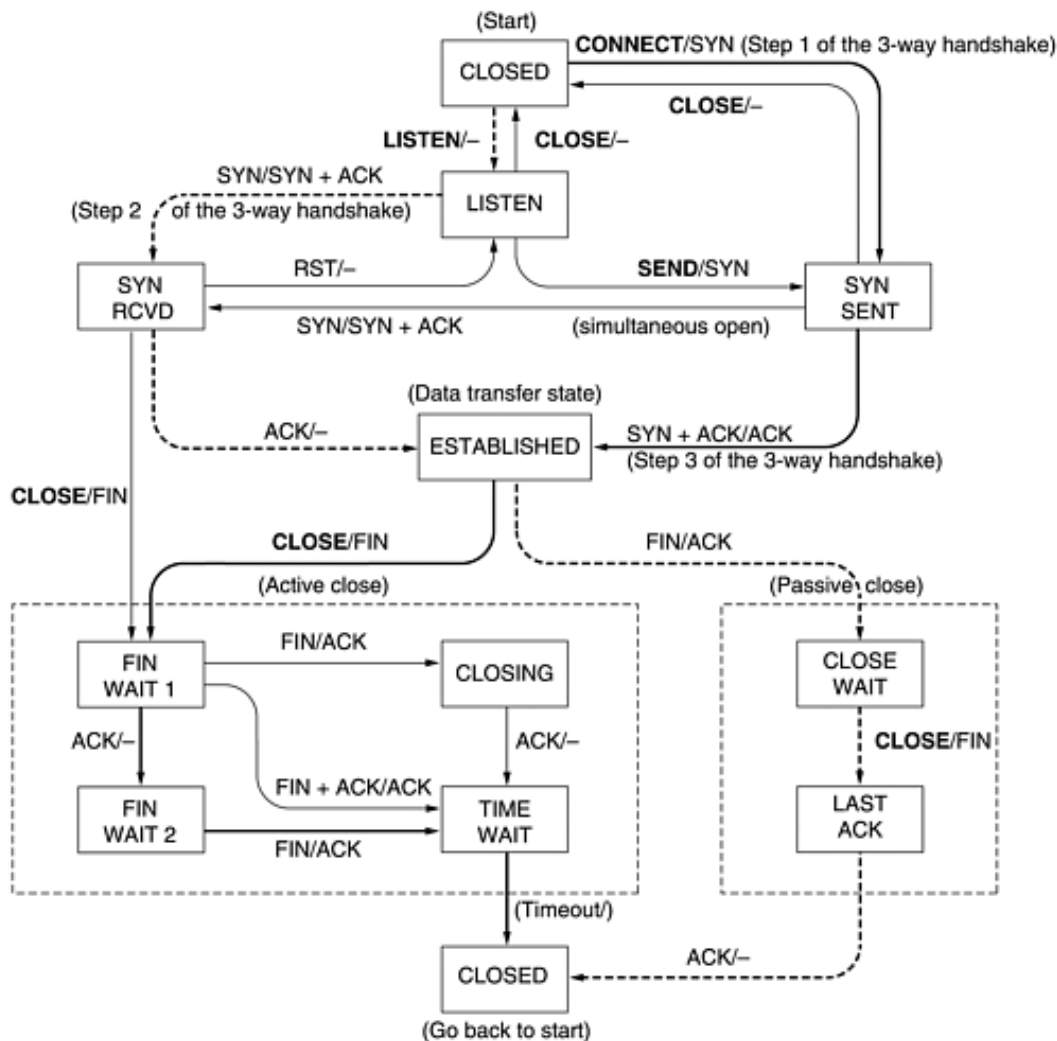 (Start)
CONNECT/SYN (Step 1 of the 3-way handshake)
CLOSED
CLOSE/–
LISTEN/–
CLOSE/–
SYN/SYN + ACK
(Step 2 of the 3-way handshake)
LISTEN
RST/–
SEND/SYN
SYN
RCVD
SYN
SENT
SYN/SYN + ACK
(simultaneous open)
(Data transfer state)
ACK/–
ESTABLISHED
SYN + ACK/ACK
(Step 3 of the 3-way handshake)
CLOSE/FIN
CLOSE/FIN
FIN/ACK
(Active close)
(Passive close)
FIN
WAIT 1
FIN/ACK
CLOSING
CLOSE
WAIT
ACK/–
ACK/–
CLOSE/FIN
FIN
WAIT 2
FIN + ACK/ACK
FIN/ACK
TIME
WAIT
LAST
ACK
(Timeout/)
CLOSED
ACK/–
(Go back to start)